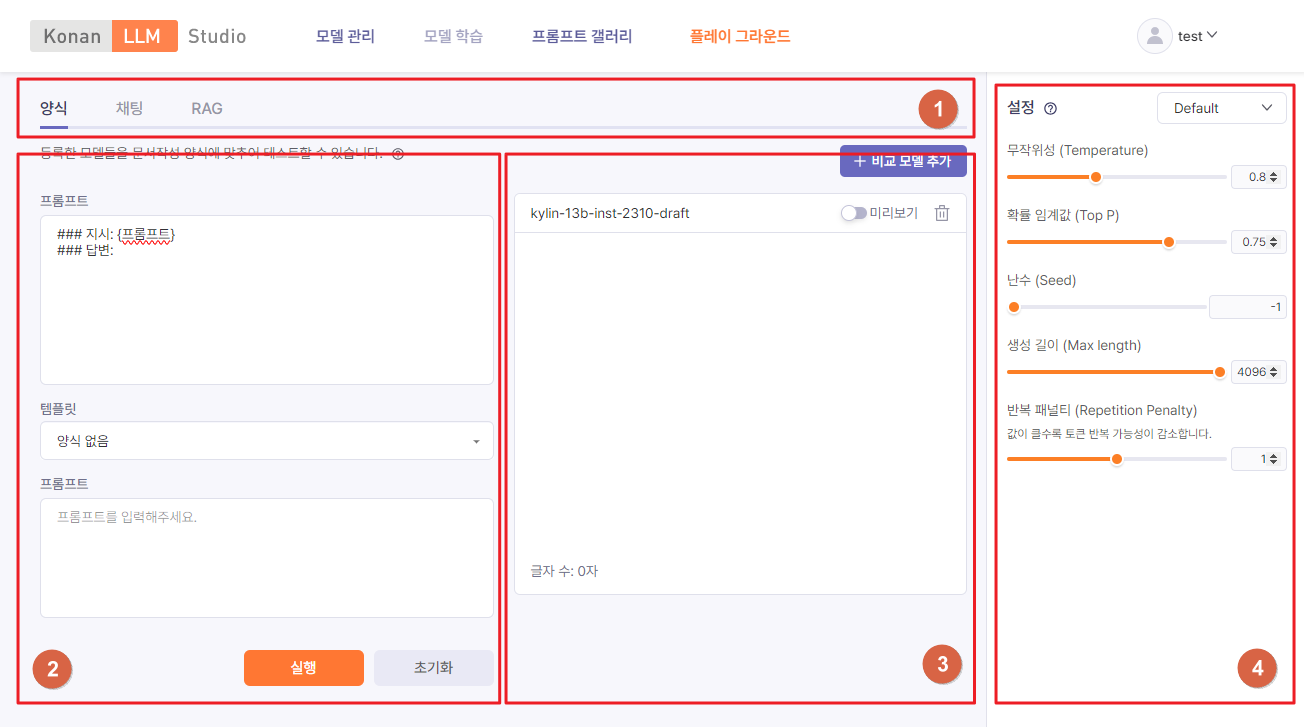 Konan LLM Studio 모델 관리 모델 학습 프롬프트 갤러리 플레이 그라운드 test
양식 채팅 RAG 1
등록한 모델들을 문서작성 양식에 맞추어 테스트할 수 있습니다.
+ 비교 모델 추가
프롬프트
### 지시: {프롬프트}
### 답변:
템플릿
양식 없음
프롬프트
프롬프트를 입력해주세요.
실행 초기화
2
kylin-13b-inst-2310-draft 미리보기
글자 수: 0자
3
설정 Default
무작위성 (Temperature)
0.8
확률 임계값 (Top P)
0.75
난수 (Seed)
-1
생성 길이 (Max length)
4096
반복 패널티 (Repetition Penalty)
값이 클수록 토큰 반복 가능성이 감소합니다.
1
4